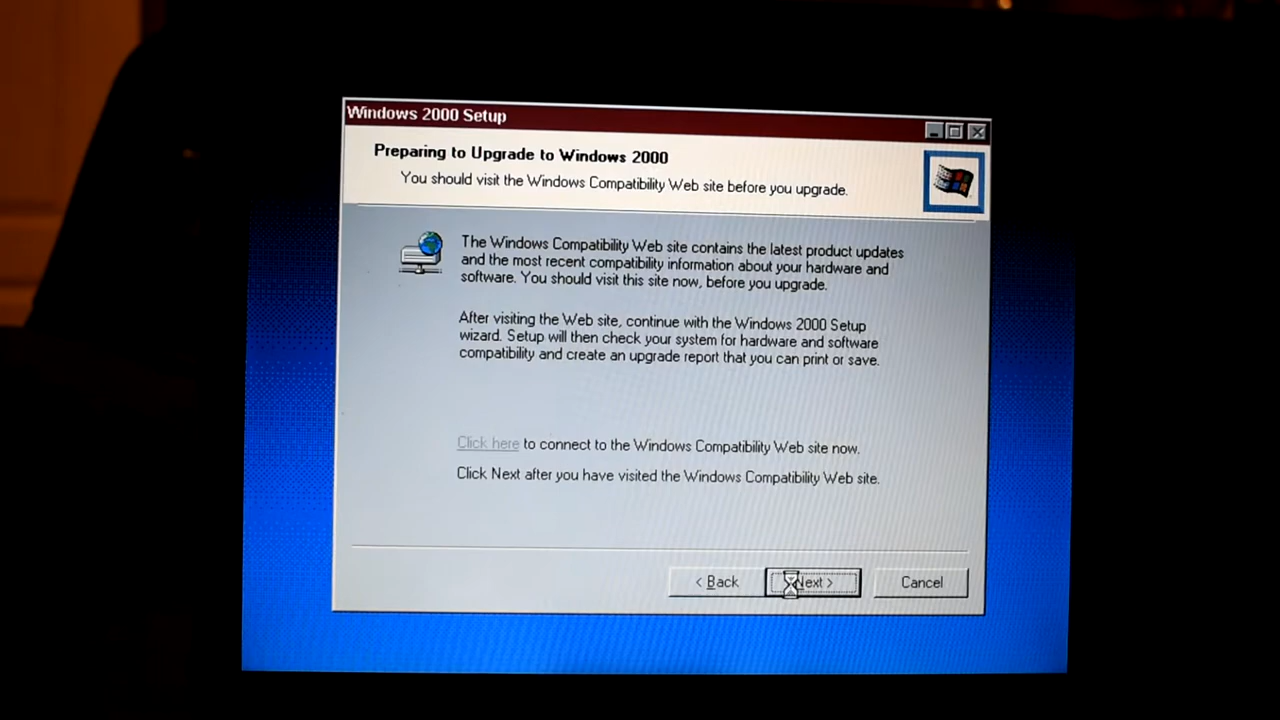 Windows 2000 Setup
Preparing to Upgrade to Windows 2000
You should visit the Windows Compatibility Web site before you upgrade.
The Windows Compatibility Web site contains the latest product updates
and the most recent compatibility information about your hardware and
software. You should visit this site now, before you upgrade.
After visiting the Web site, continue with the Windows 2000 Setup
wizard. Setup will then check your system for hardware and software
compatibility and create an upgrade report that you can print or save.
Click here to connect to the Windows Compatibility Web site now.
Click Next after you have visited the Windows Compatibility Web site.
< Back Next > Cancel